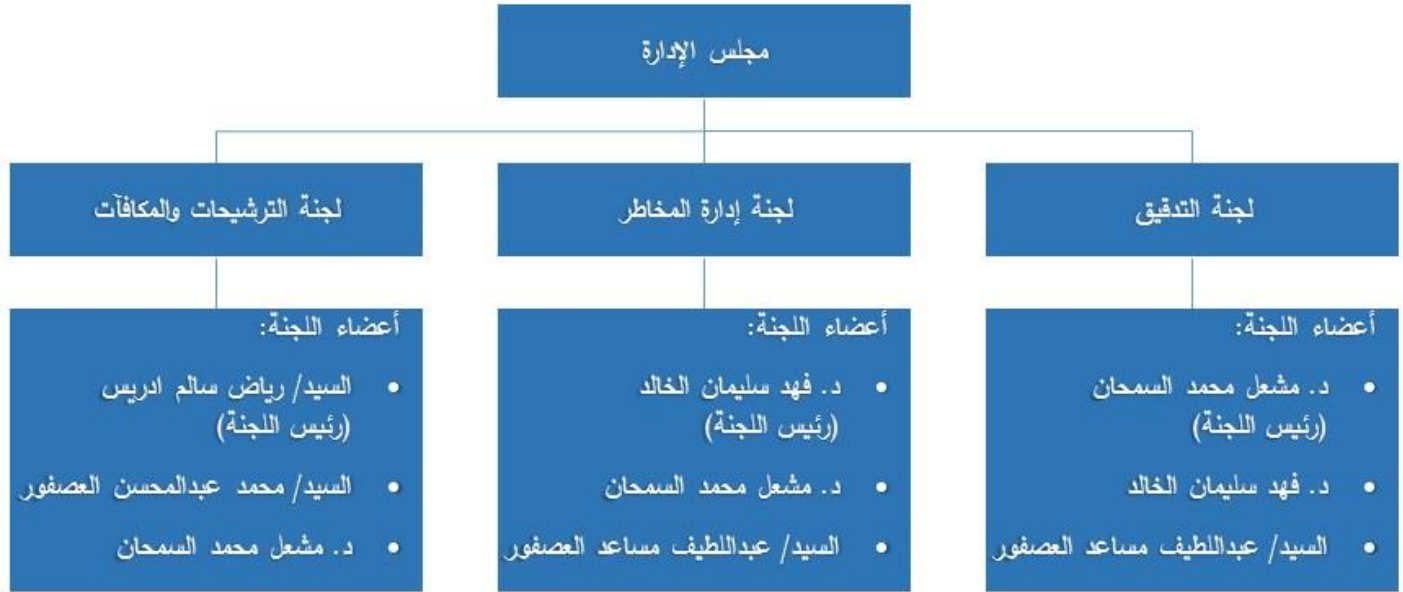 مجلس الإدارة
لجنة التدقيق
لجنة إدارة المخاطر
لجنة الترشيحات والمكافآت
أعضاء اللجنة:
• د. مشعل محمد السمحان
(رئيس اللجنة)
• د. فهد سليمان الخالد
• السيد/ عبداللطيف مساعد العصفور
أعضاء اللجنة:
• د. فهد سليمان الخالد
(رئيس اللجنة)
• د. مشعل محمد السمحان
• السيد/ عبداللطيف مساعد العصفور
أعضاء اللجنة:
• السيد/ رياض سالم ادريس
(رئيس اللجنة)
• السيد/ محمد عبدالمحسن العصفور
• د. مشعل محمد السمحان